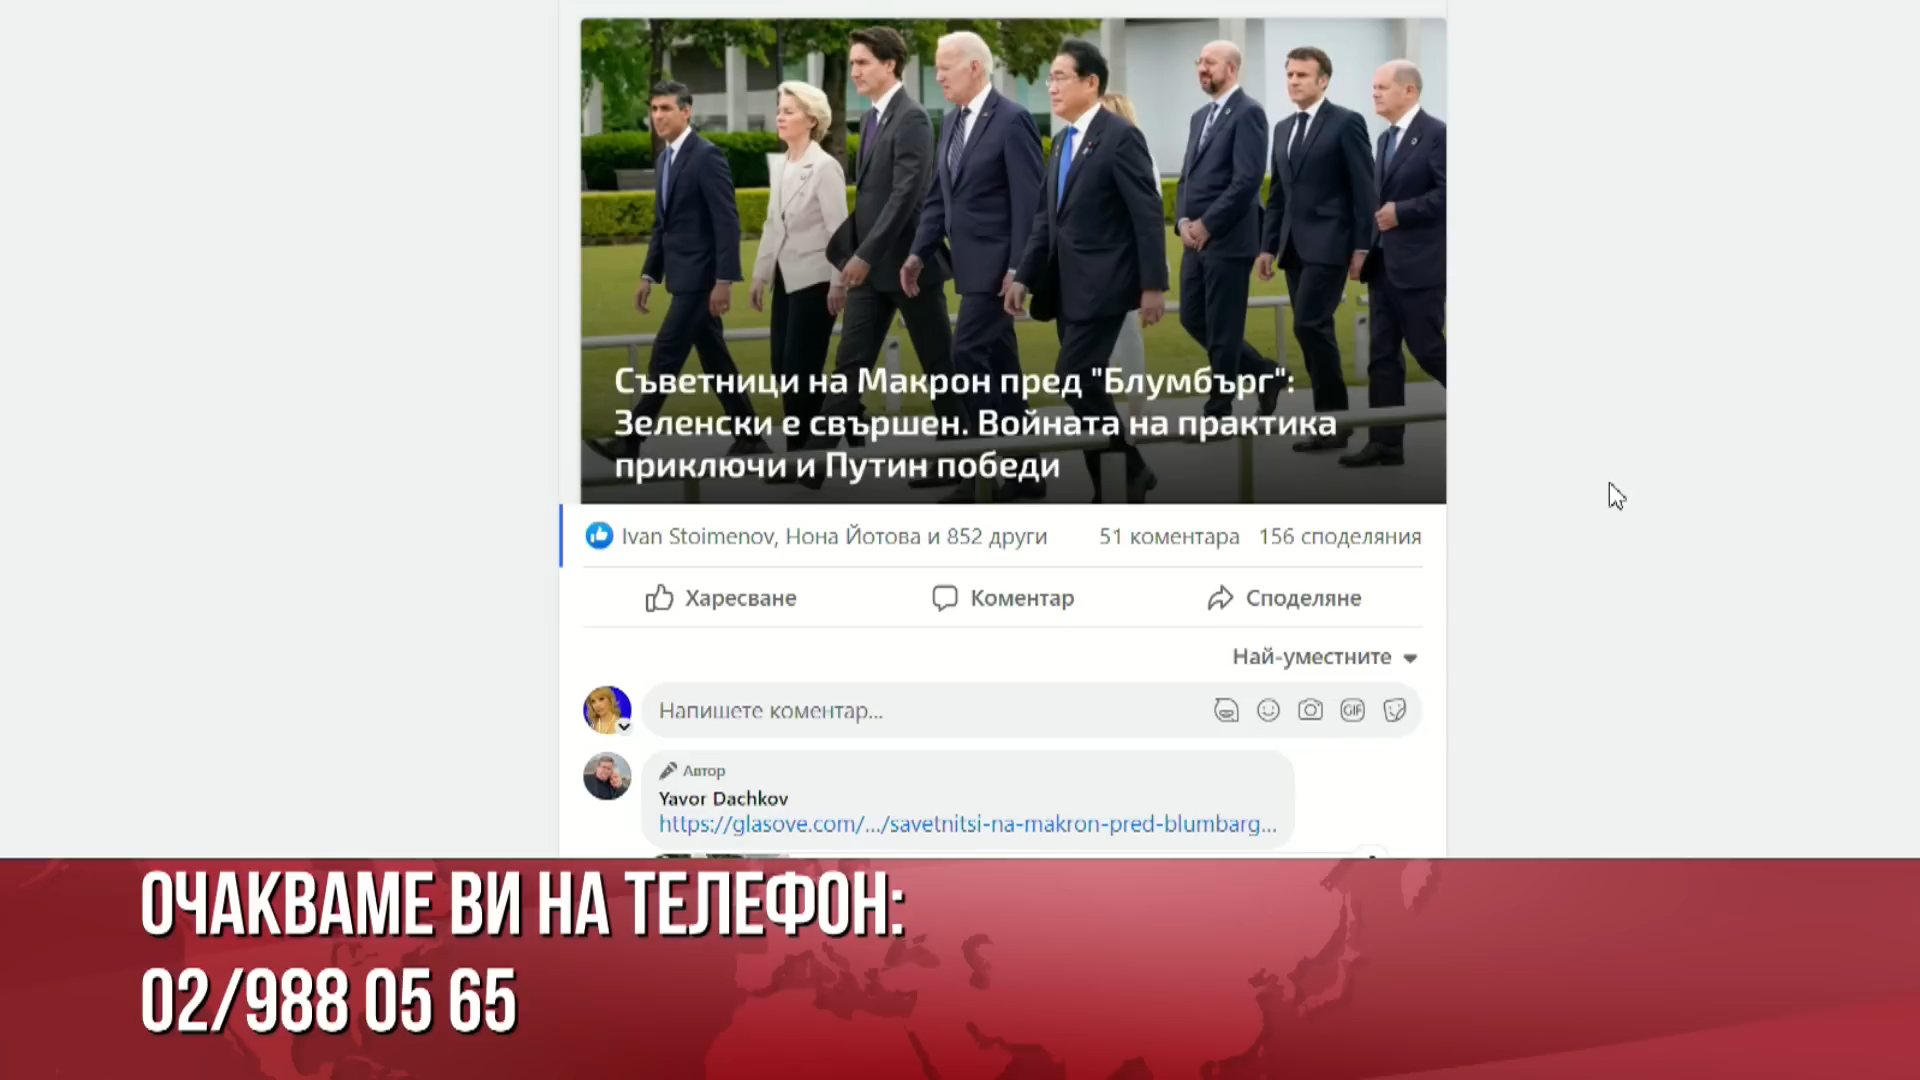 Съветници на Макрон пред "Блумбърг":
Зеленски е свършен. Войната на практика
приключи и Путин победи
Ivan Stoimenov, Нона Йотова и 852 други 51 коментара 156 споделяния
Харесване Коментар Споделяне
Най-уместните
Напишете коментар...
GIF
Автор
Yavor Dachkov
https://glasove.com/.../savetnitsi-na-makron-pred-blumbarg...
ОЧАКВАМЕ ВИ НА ТЕЛЕФОН:
02/988 05 65